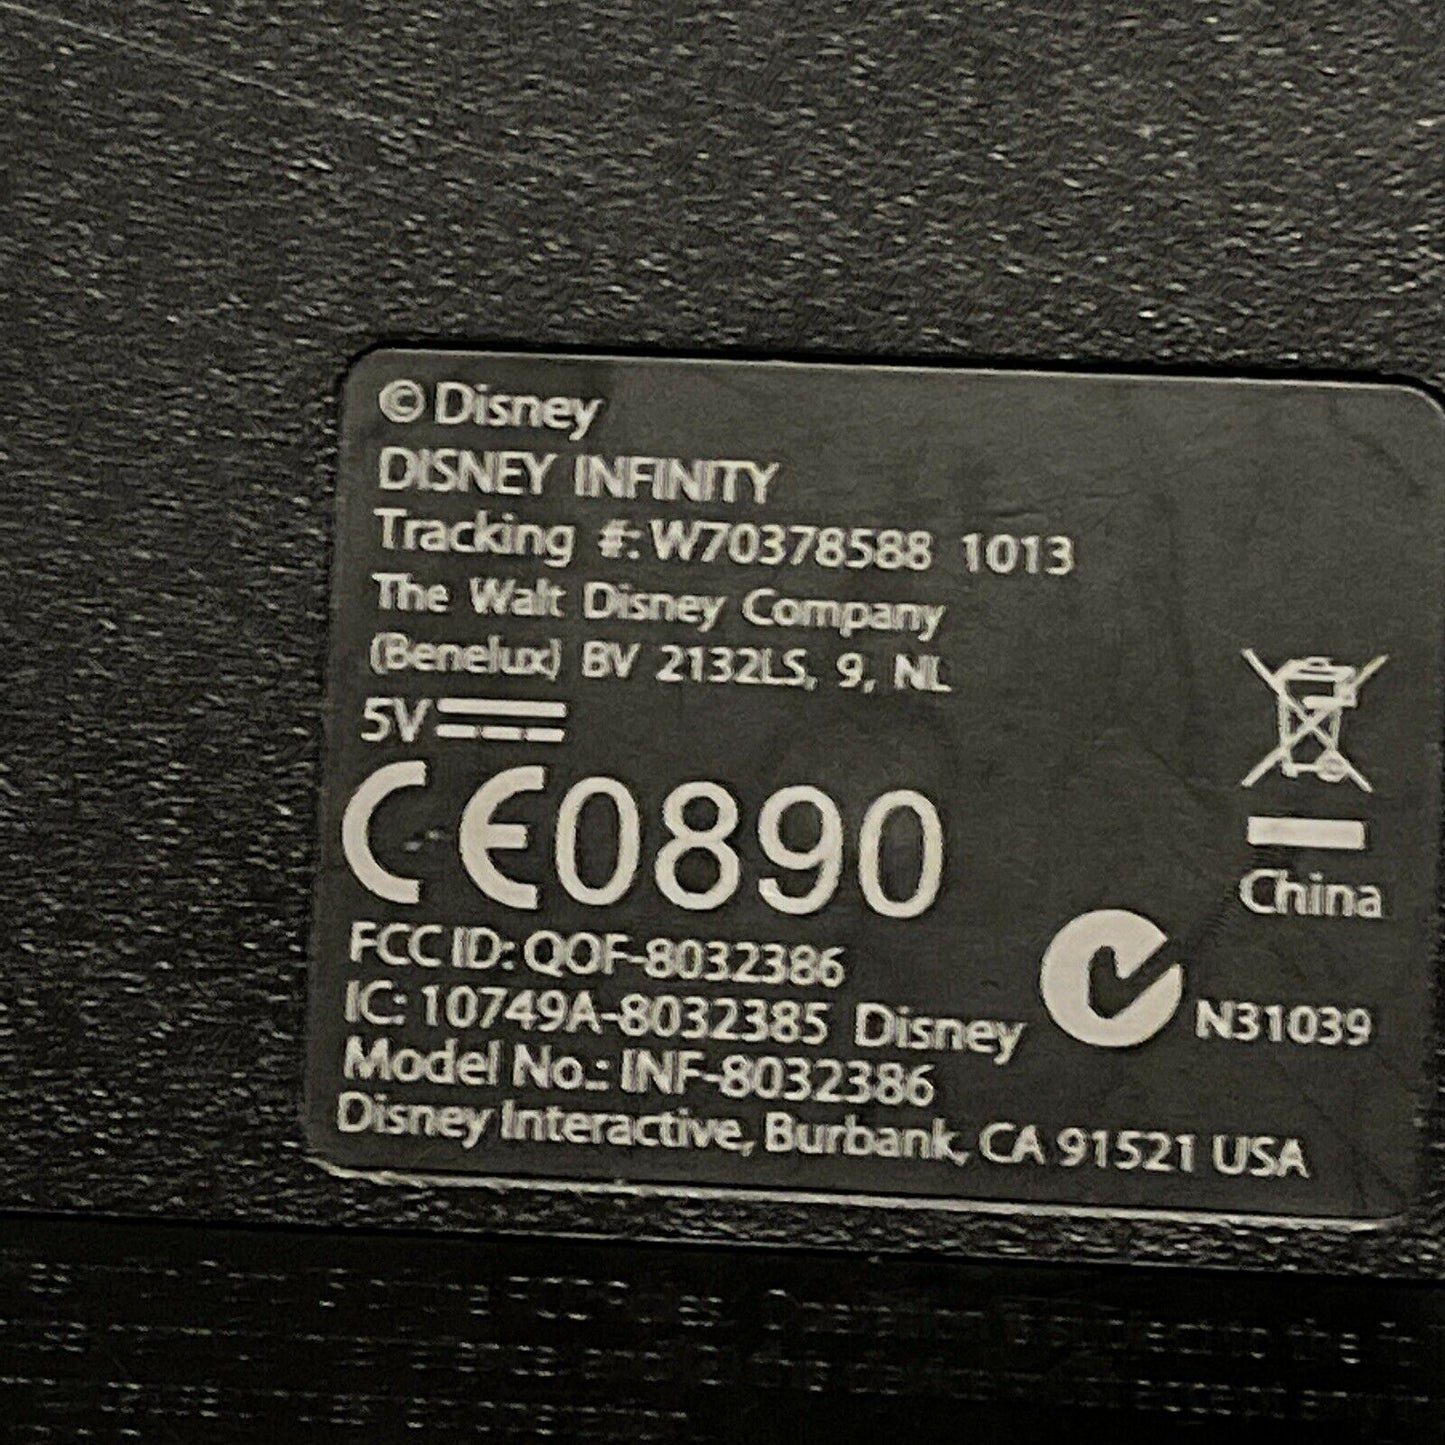 © Disney
DISNEY INFINITY
Tracking #: W70378588 1013
The Walt Disney Company
(Benelux) BV 2132LS, 9, NL
5V
CE0890
China
FCC ID: QOF-8032386
IC: 10749A-8032385 Disney
N31039
Model No.: INF-8032386
Disney Interactive, Burbank, CA 91521 USA